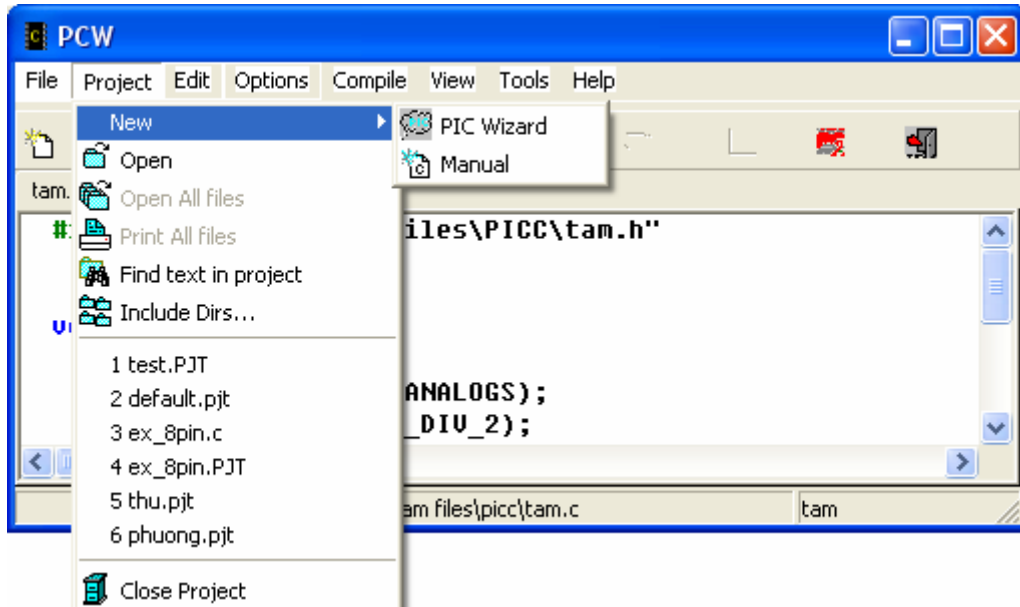 PCW
File Project Edit Options Compile View Tools Help
New
PIC Wizard
Open
Manual
tam.
Open All files
#
iles\PICC\tam.h"
Print All files
Find text in project
Include Dirs...
1 test.PJT
2 default.pjt
ANALOGS);
3 ex_8pin.c
_DIV_2);
4 ex_8pin.PJT
5 thu.pjt
am files\picc\tam.c
tam
6 phuong.pjt
Close Project